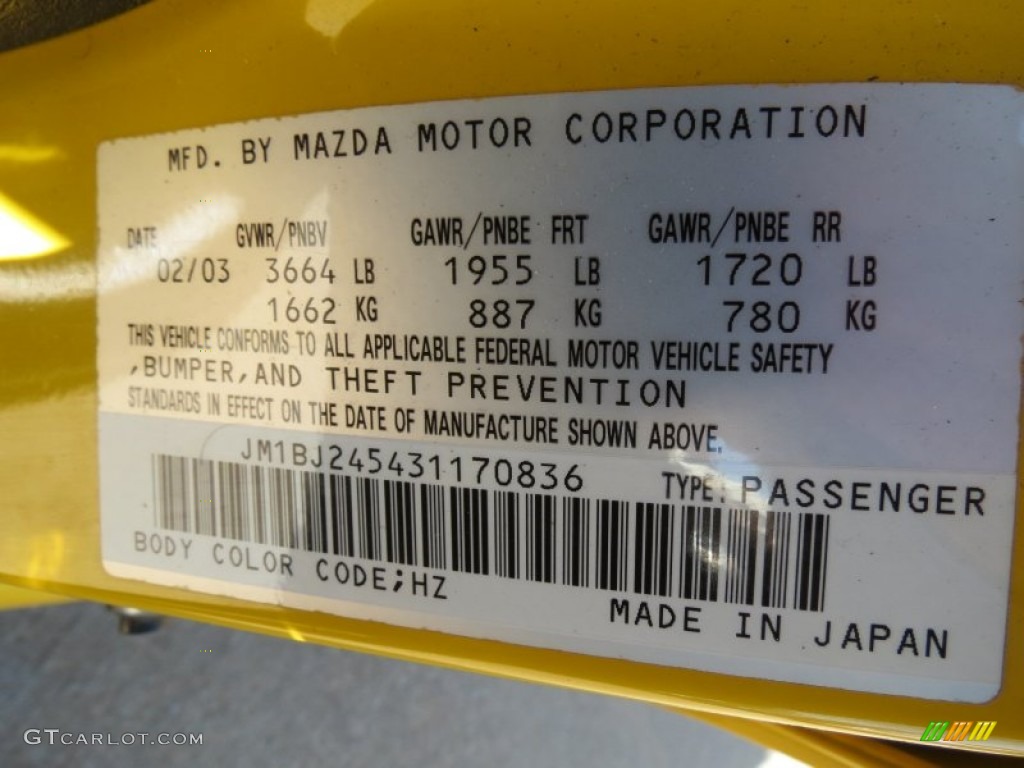 MFD. BY MAZDA MOTOR CORPORATION
DATE GVWR/PNBV GAWR/PNBE FRT GAWR/PNBE RR
02/03 3664 LB 1955 LB 1720 LB
1662 KG 887 KG 780 KG
THIS VEHICLE CONFORMS TO ALL APPLICABLE FEDERAL MOTOR VEHICLE SAFETY
,BUMPER,AND THEFT PREVENTION
STANDARDS IN EFFECT ON THE DATE OF MANUFACTURE SHOWN ABOVE.
JM1BJ245431170836 TYPE: PASSENGER
BODY COLOR CODE;HZ
MADE IN JAPAN
GTCARLOT.COM